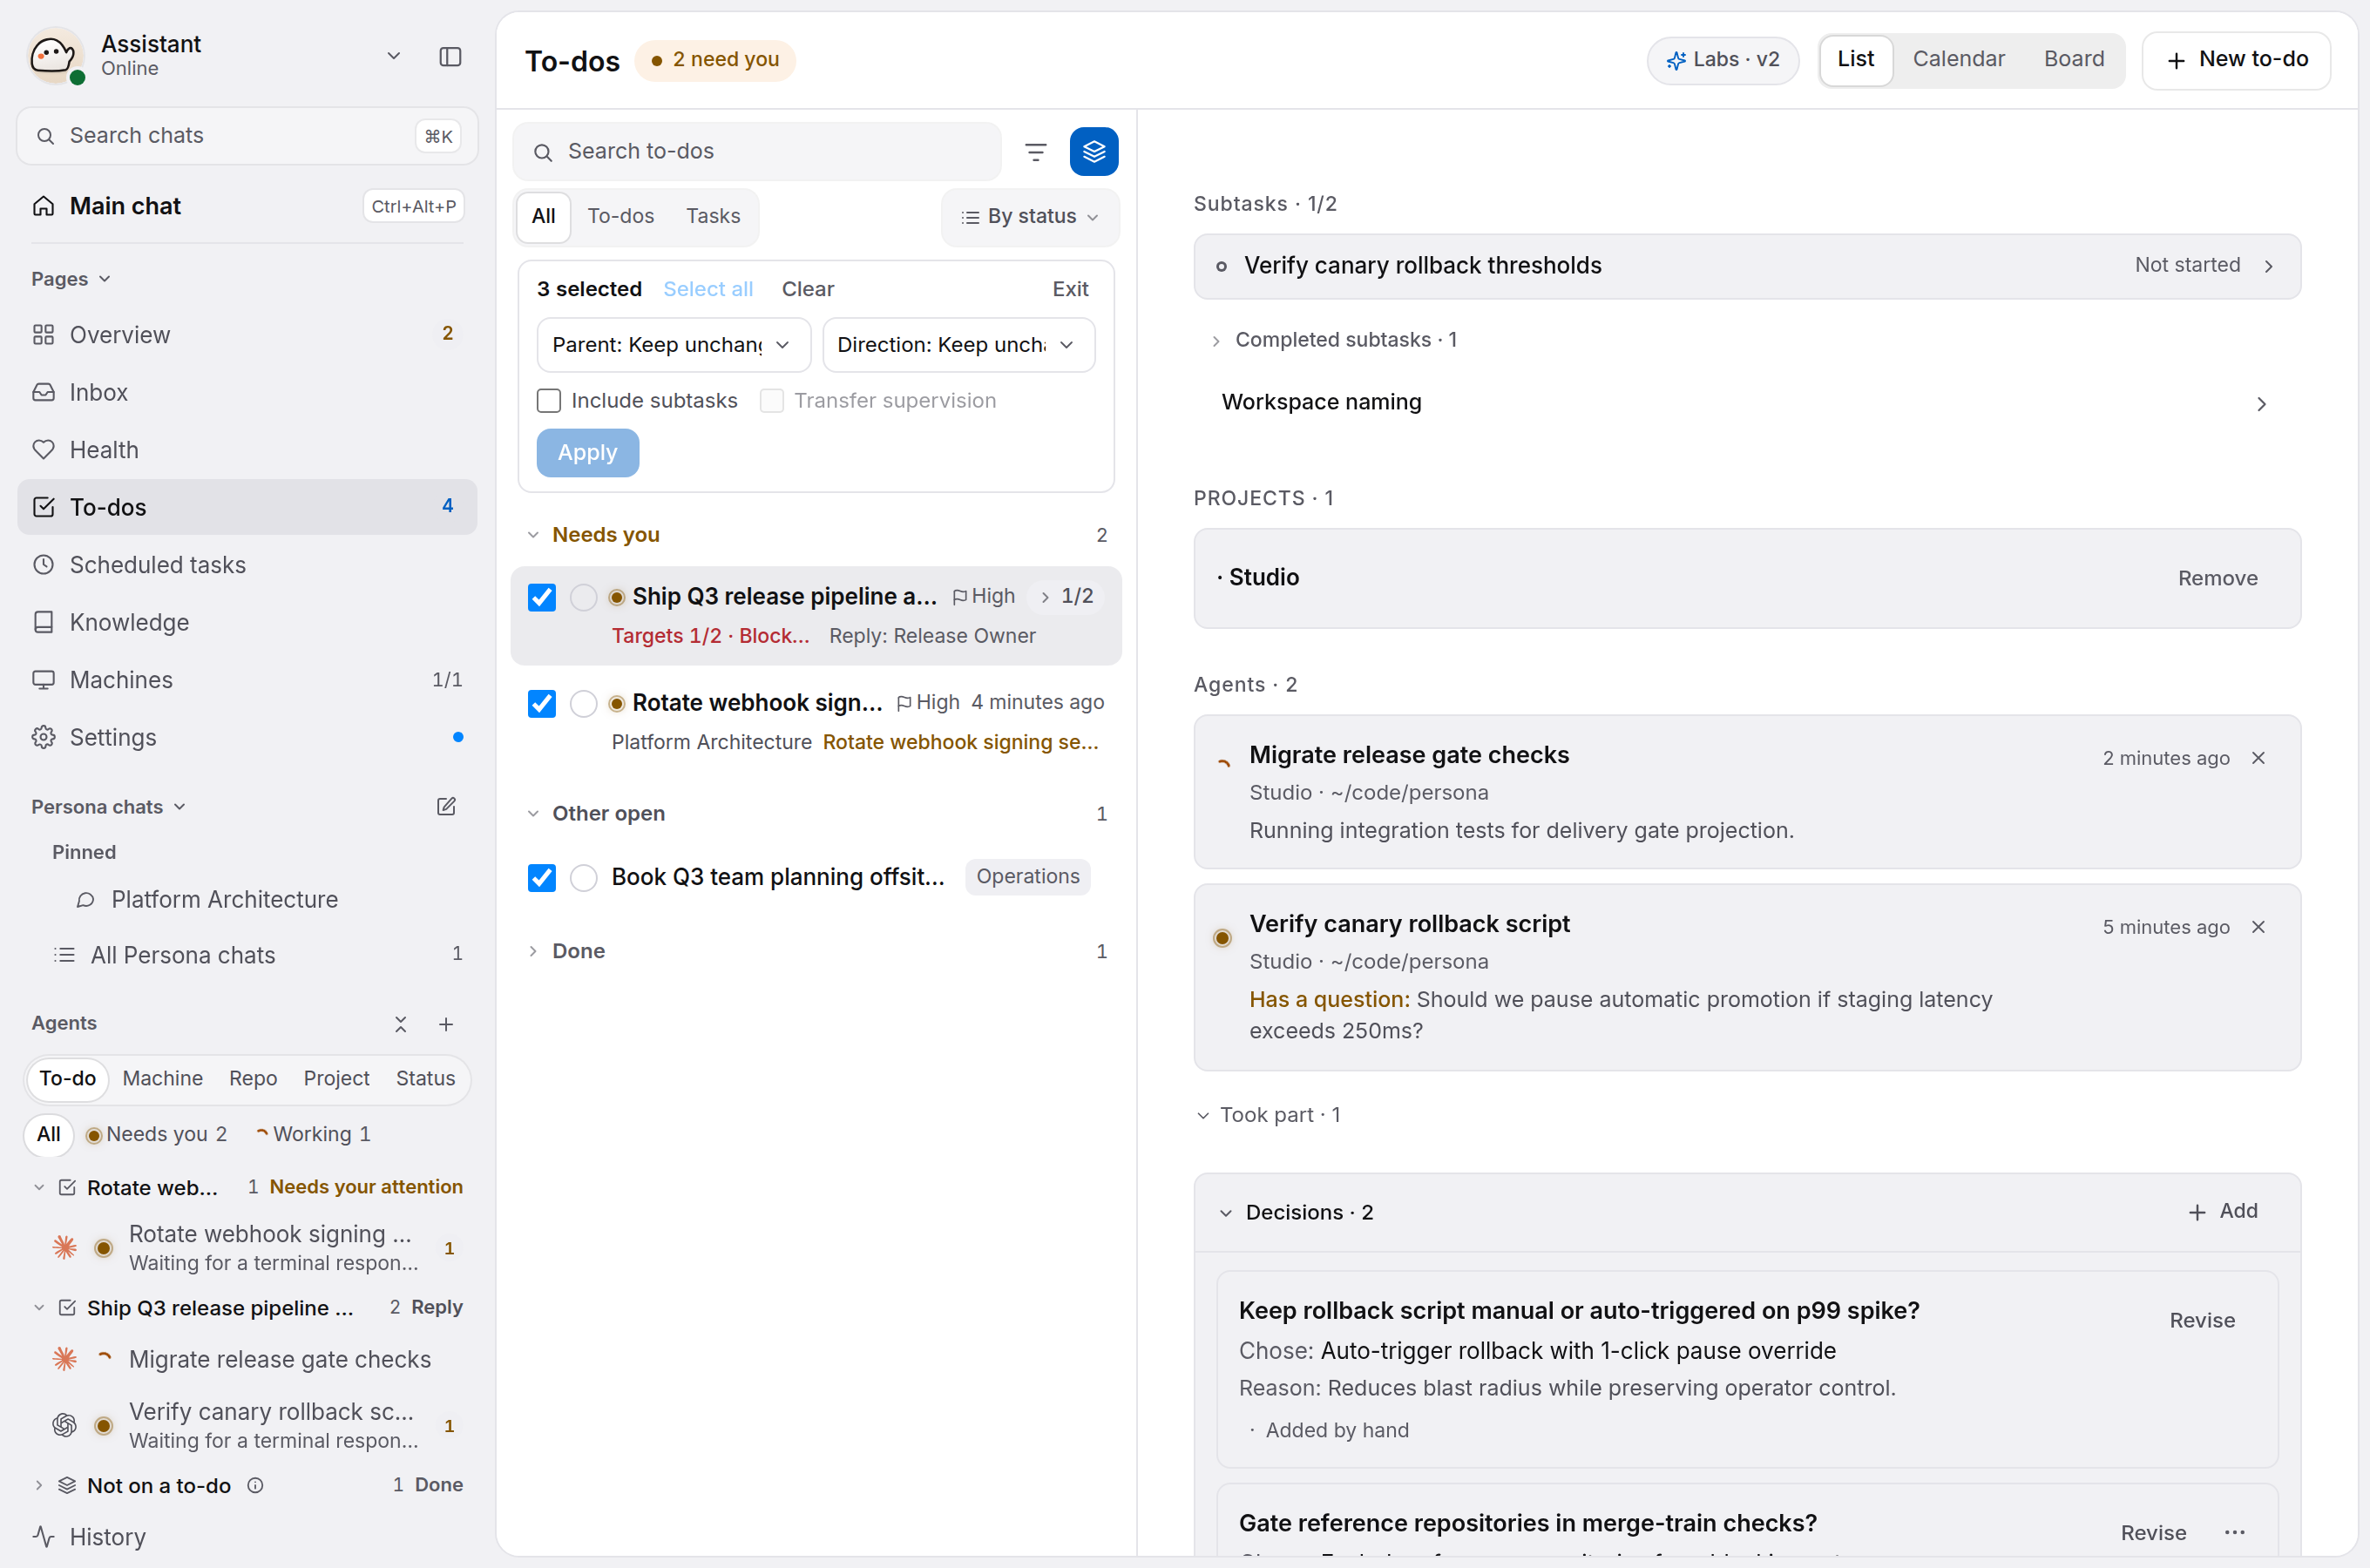 Assistant
Online
Search chats
⌘K
Main chat
Ctrl+Alt+P
Pages
Overview
2
Inbox
Health
To-dos
4
Scheduled tasks
Knowledge
Machines
1/1
Settings
Persona chats
Pinned
Platform Architecture
All Persona chats
1
Agents
To-do Machine Repo Project Status
All Needs you 2 Working 1
Rotate web... 1 Needs your attention
Rotate webhook signing ...
Waiting for a terminal respon...
1
Ship Q3 release pipeline ... 2 Reply
Migrate release gate checks
Verify canary rollback sc...
Waiting for a terminal respon...
1
Not on a to-do 1 Done
History
To-dos
2 need you
Labs · v2
List Calendar Board
New to-do
Search to-dos
All To-dos Tasks
By status
3 selected Select all Clear Exit
Parent: Keep unchang
Direction: Keep uncha
Include subtasks Transfer supervision
Apply
Needs you 2
Ship Q3 release pipeline a... High 1/2
Targets 1/2 · Block... Reply: Release Owner
Rotate webhook sign... High 4 minutes ago
Platform Architecture Rotate webhook signing se...
Other open 1
Book Q3 team planning offsit... Operations
Done 1
Subtasks · 1/2
Verify canary rollback thresholds Not started
Completed subtasks · 1
Workspace naming
PROJECTS · 1
· Studio Remove
Agents · 2
Migrate release gate checks 2 minutes ago
Studio · ~/code/persona
Running integration tests for delivery gate projection.
Verify canary rollback script 5 minutes ago
Studio · ~/code/persona
Has a question: Should we pause automatic promotion if staging latency
exceeds 250ms?
Took part · 1
Decisions · 2 Add
Keep rollback script manual or auto-triggered on p99 spike?
Revise
Chose: Auto-trigger rollback with 1-click pause override
Reason: Reduces blast radius while preserving operator control.
· Added by hand
Gate reference repositories in merge-train checks?
Revise